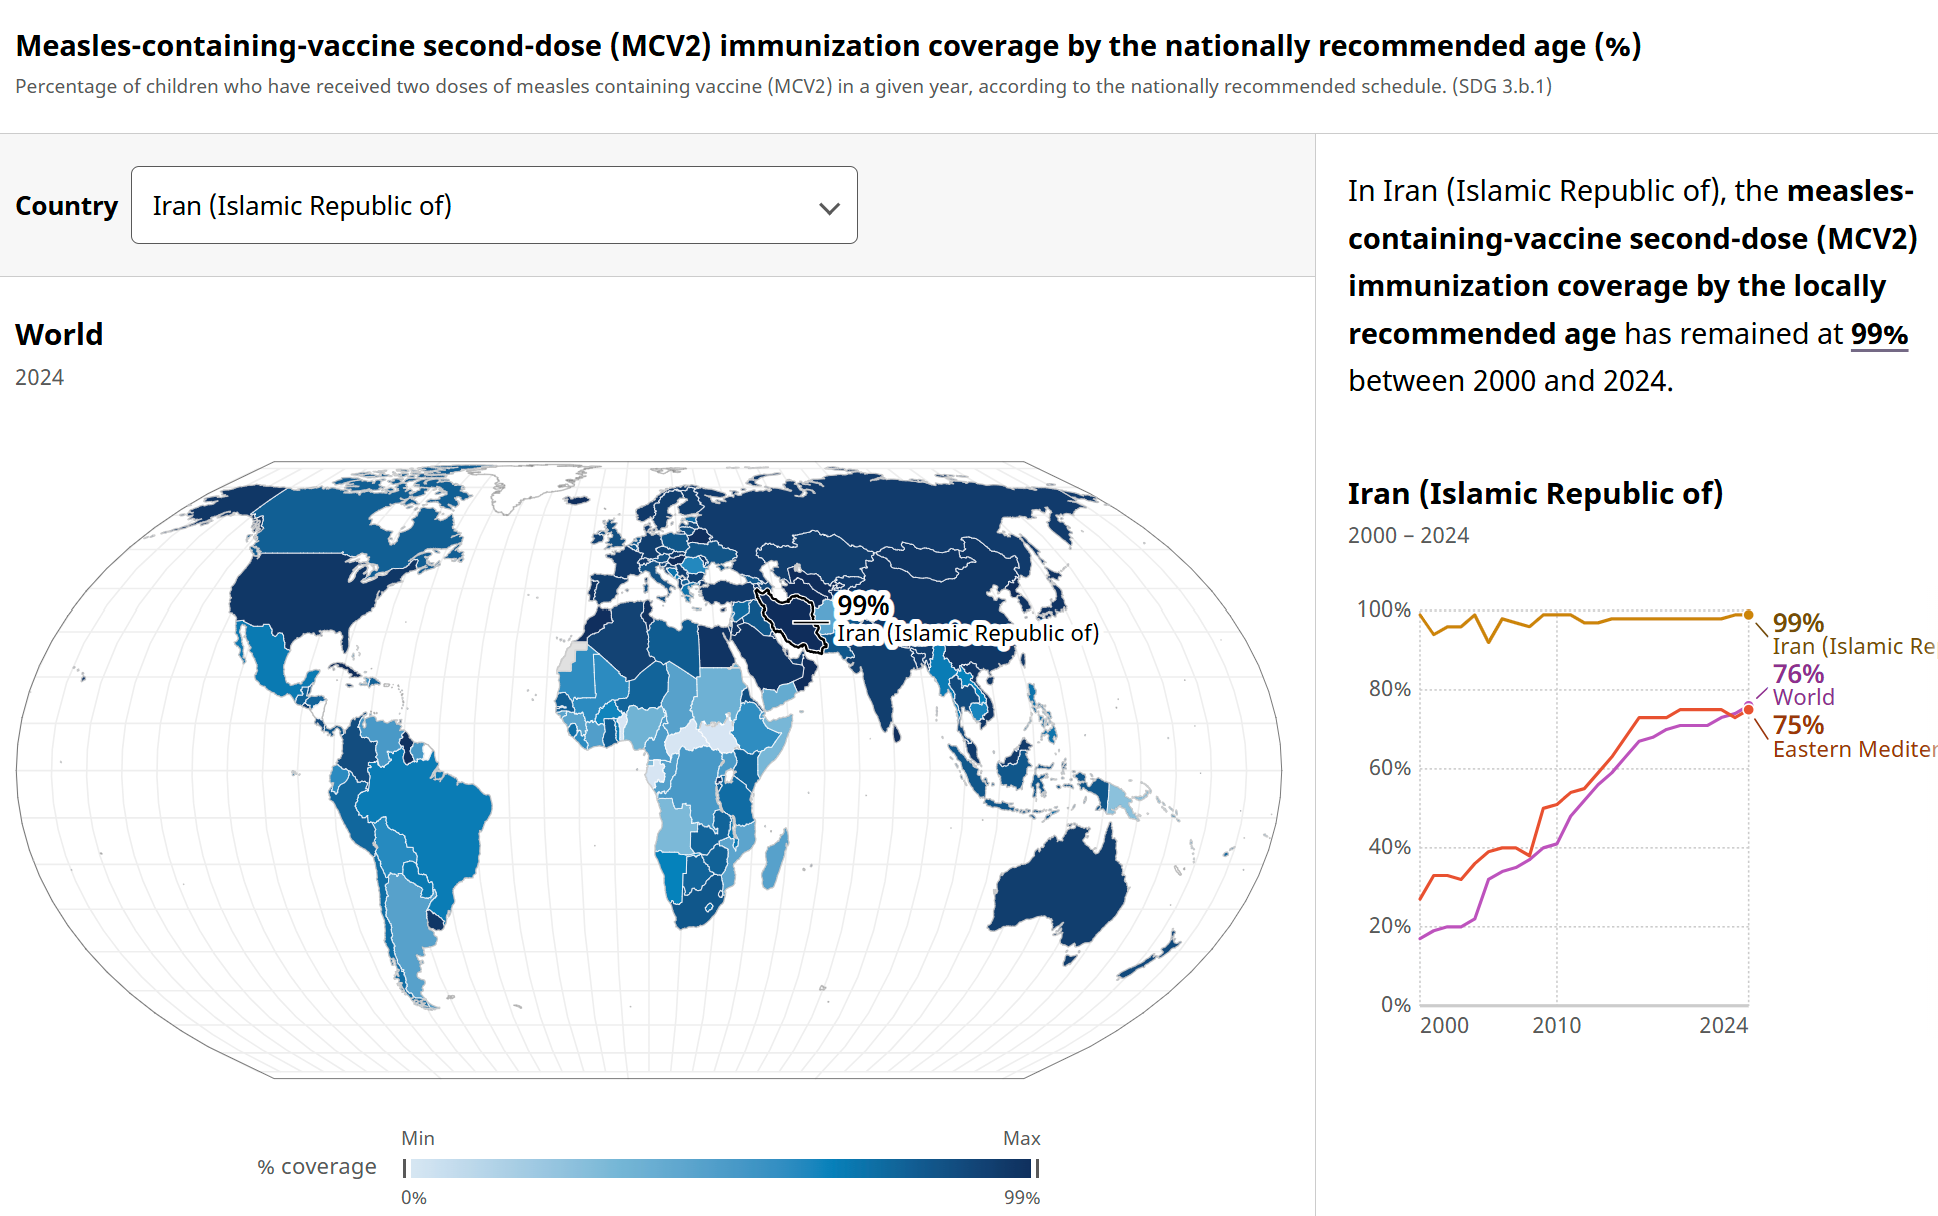 Measles-containing-vaccine second-dose (MCV2) immunization coverage by the nationally recommended age (%)
Percentage of children who have received two doses of measles containing vaccine (MCV2) in a given year, according to the nationally recommended schedule. (SDG 3.b.1)
Country
Iran (Islamic Republic of)
World
2024
99%
Iran (Islamic Republic of)
Min
Max
% coverage
0%
99%
In Iran (Islamic Republic of), the measles-
containing-vaccine second-dose (MCV2)
immunization coverage by the locally
recommended age has remained at 99%
between 2000 and 2024.
Iran (Islamic Republic of)
2000 – 2024
100%
80%
60%
40%
20%
0%
2000
2010
2024
99%
Iran (Islamic Re
76%
World
75%
Eastern Mediter